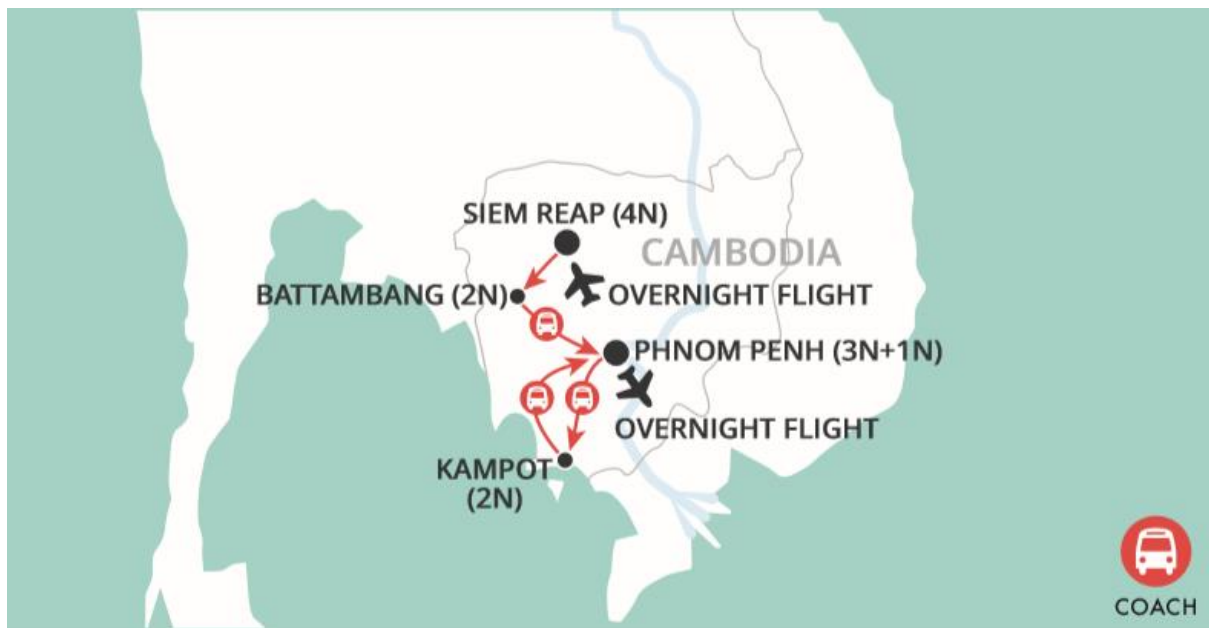 SIEM REAP (4N)
CAMBODIA
BATTAMBANG (2N)
OVERNIGHT FLIGHT
PHNOM PENH (3N+1N)
OVERNIGHT FLIGHT
KAMPOT
(2N)
COACH